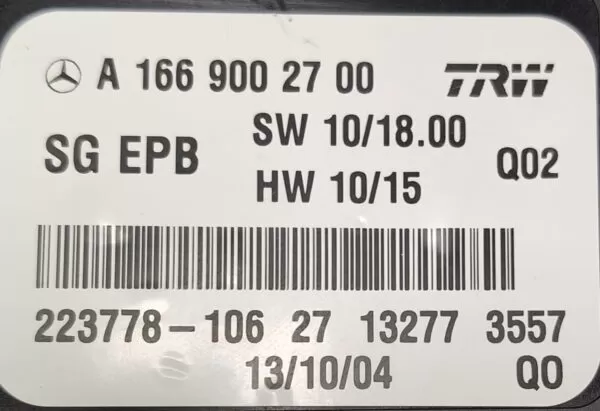 A 166 900 27 00 TRW
SG EPB SW 10/18.00 Q02
HW 10/15
223778-106 27 13277 3557
13/10/04 QO